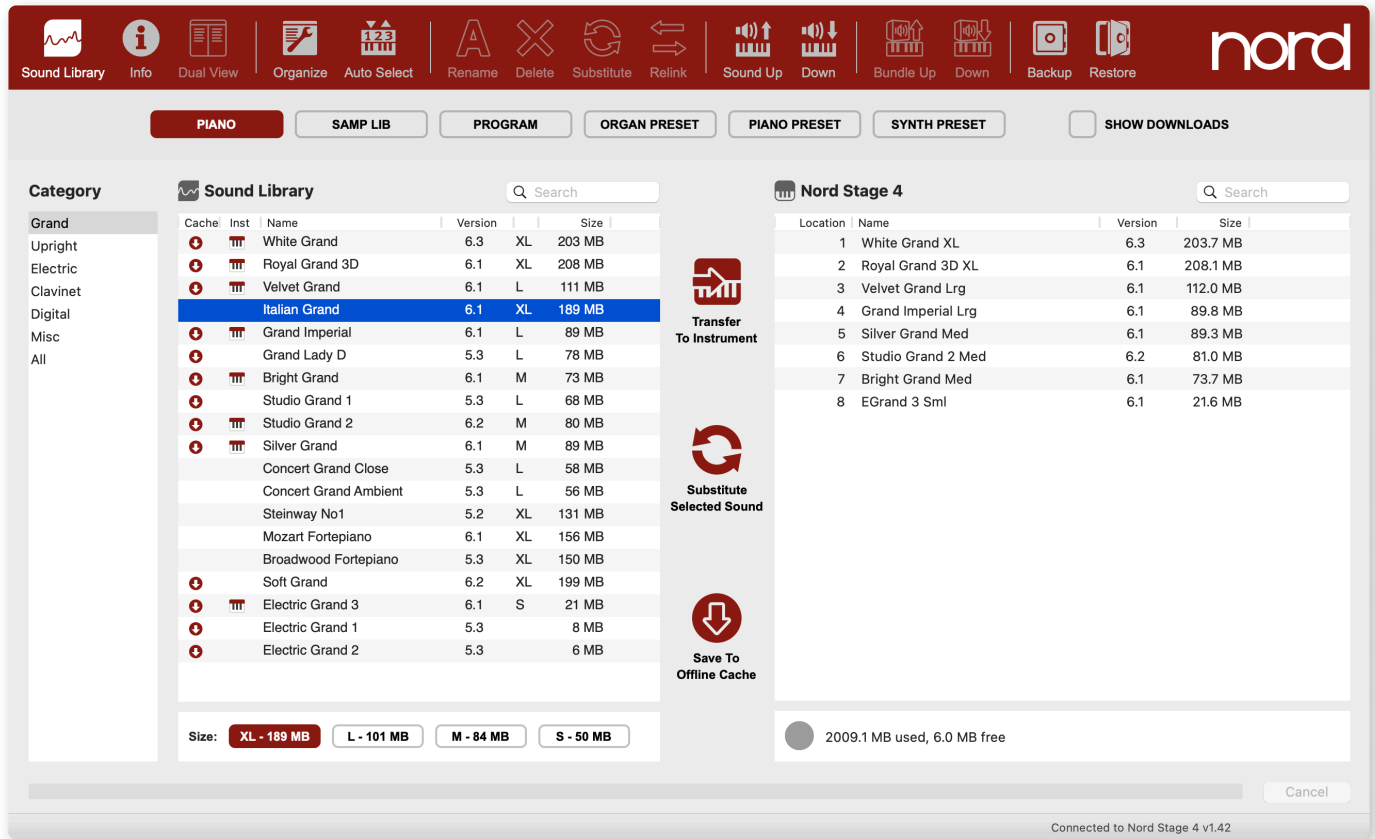 Sound Library Info Dual View Organize Auto Select Rename Delete Substitute Relink Sound Up Down Bundle Up Down Backup Restore nord
123
PIANO SAMP LIB PROGRAM ORGAN PRESET PIANO PRESET SYNTH PRESET SHOW DOWNLOADS
Category
Grand
Upright
Electric
Clavinet
Digital
Misc
All
Sound Library Search
Cache Inst Name Version Size
White Grand 6.3 XL 203 MB
Royal Grand 3D 6.1 XL 208 MB
Velvet Grand 6.1 L 111 MB
Italian Grand 6.1 XL 189 MB
Grand Imperial 6.1 L 89 MB
Grand Lady D 5.3 L 78 MB
Bright Grand 6.1 M 73 MB
Studio Grand 1 5.3 L 68 MB
Studio Grand 2 6.2 M 80 MB
Silver Grand 6.1 M 89 MB
Concert Grand Close 5.3 L 58 MB
Concert Grand Ambient 5.3 L 56 MB
Steinway No1 5.2 XL 131 MB
Mozart Fortepiano 6.1 XL 156 MB
Broadwood Fortepiano 5.3 XL 150 MB
Soft Grand 6.2 XL 199 MB
Electric Grand 3 6.1 S 21 MB
Electric Grand 1 5.3 8 MB
Electric Grand 2 5.3 6 MB
Size: XL - 189 MB L - 101 MB M - 84 MB S - 50 MB
Transfer
To Instrument
Substitute
Selected Sound
Save To
Offline Cache
Nord Stage 4 Search
Location Name Version Size
1 White Grand XL 6.3 203.7 MB
2 Royal Grand 3D XL 6.1 208.1 MB
3 Velvet Grand Lrg 6.1 112.0 MB
4 Grand Imperial Lrg 6.1 89.8 MB
5 Silver Grand Med 6.1 89.3 MB
6 Studio Grand 2 Med 6.2 81.0 MB
7 Bright Grand Med 6.1 73.7 MB
8 EGrand 3 Sml 6.1 21.6 MB
2009.1 MB used, 6.0 MB free
Cancel
Connected to Nord Stage 4 v1.42